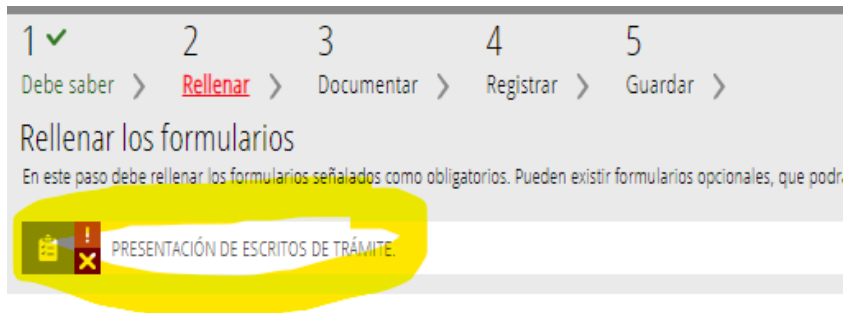 1 2 3 4 5
Debe saber Rellenar Documentar Registrar Guardar
Rellenar los formularios
En este paso debe rellenar los formularios señalados como obligatorios. Pueden existir formularios opcionales, que podr
! PRESENTACIÓN DE ESCRITOS DE TRÁMITE.